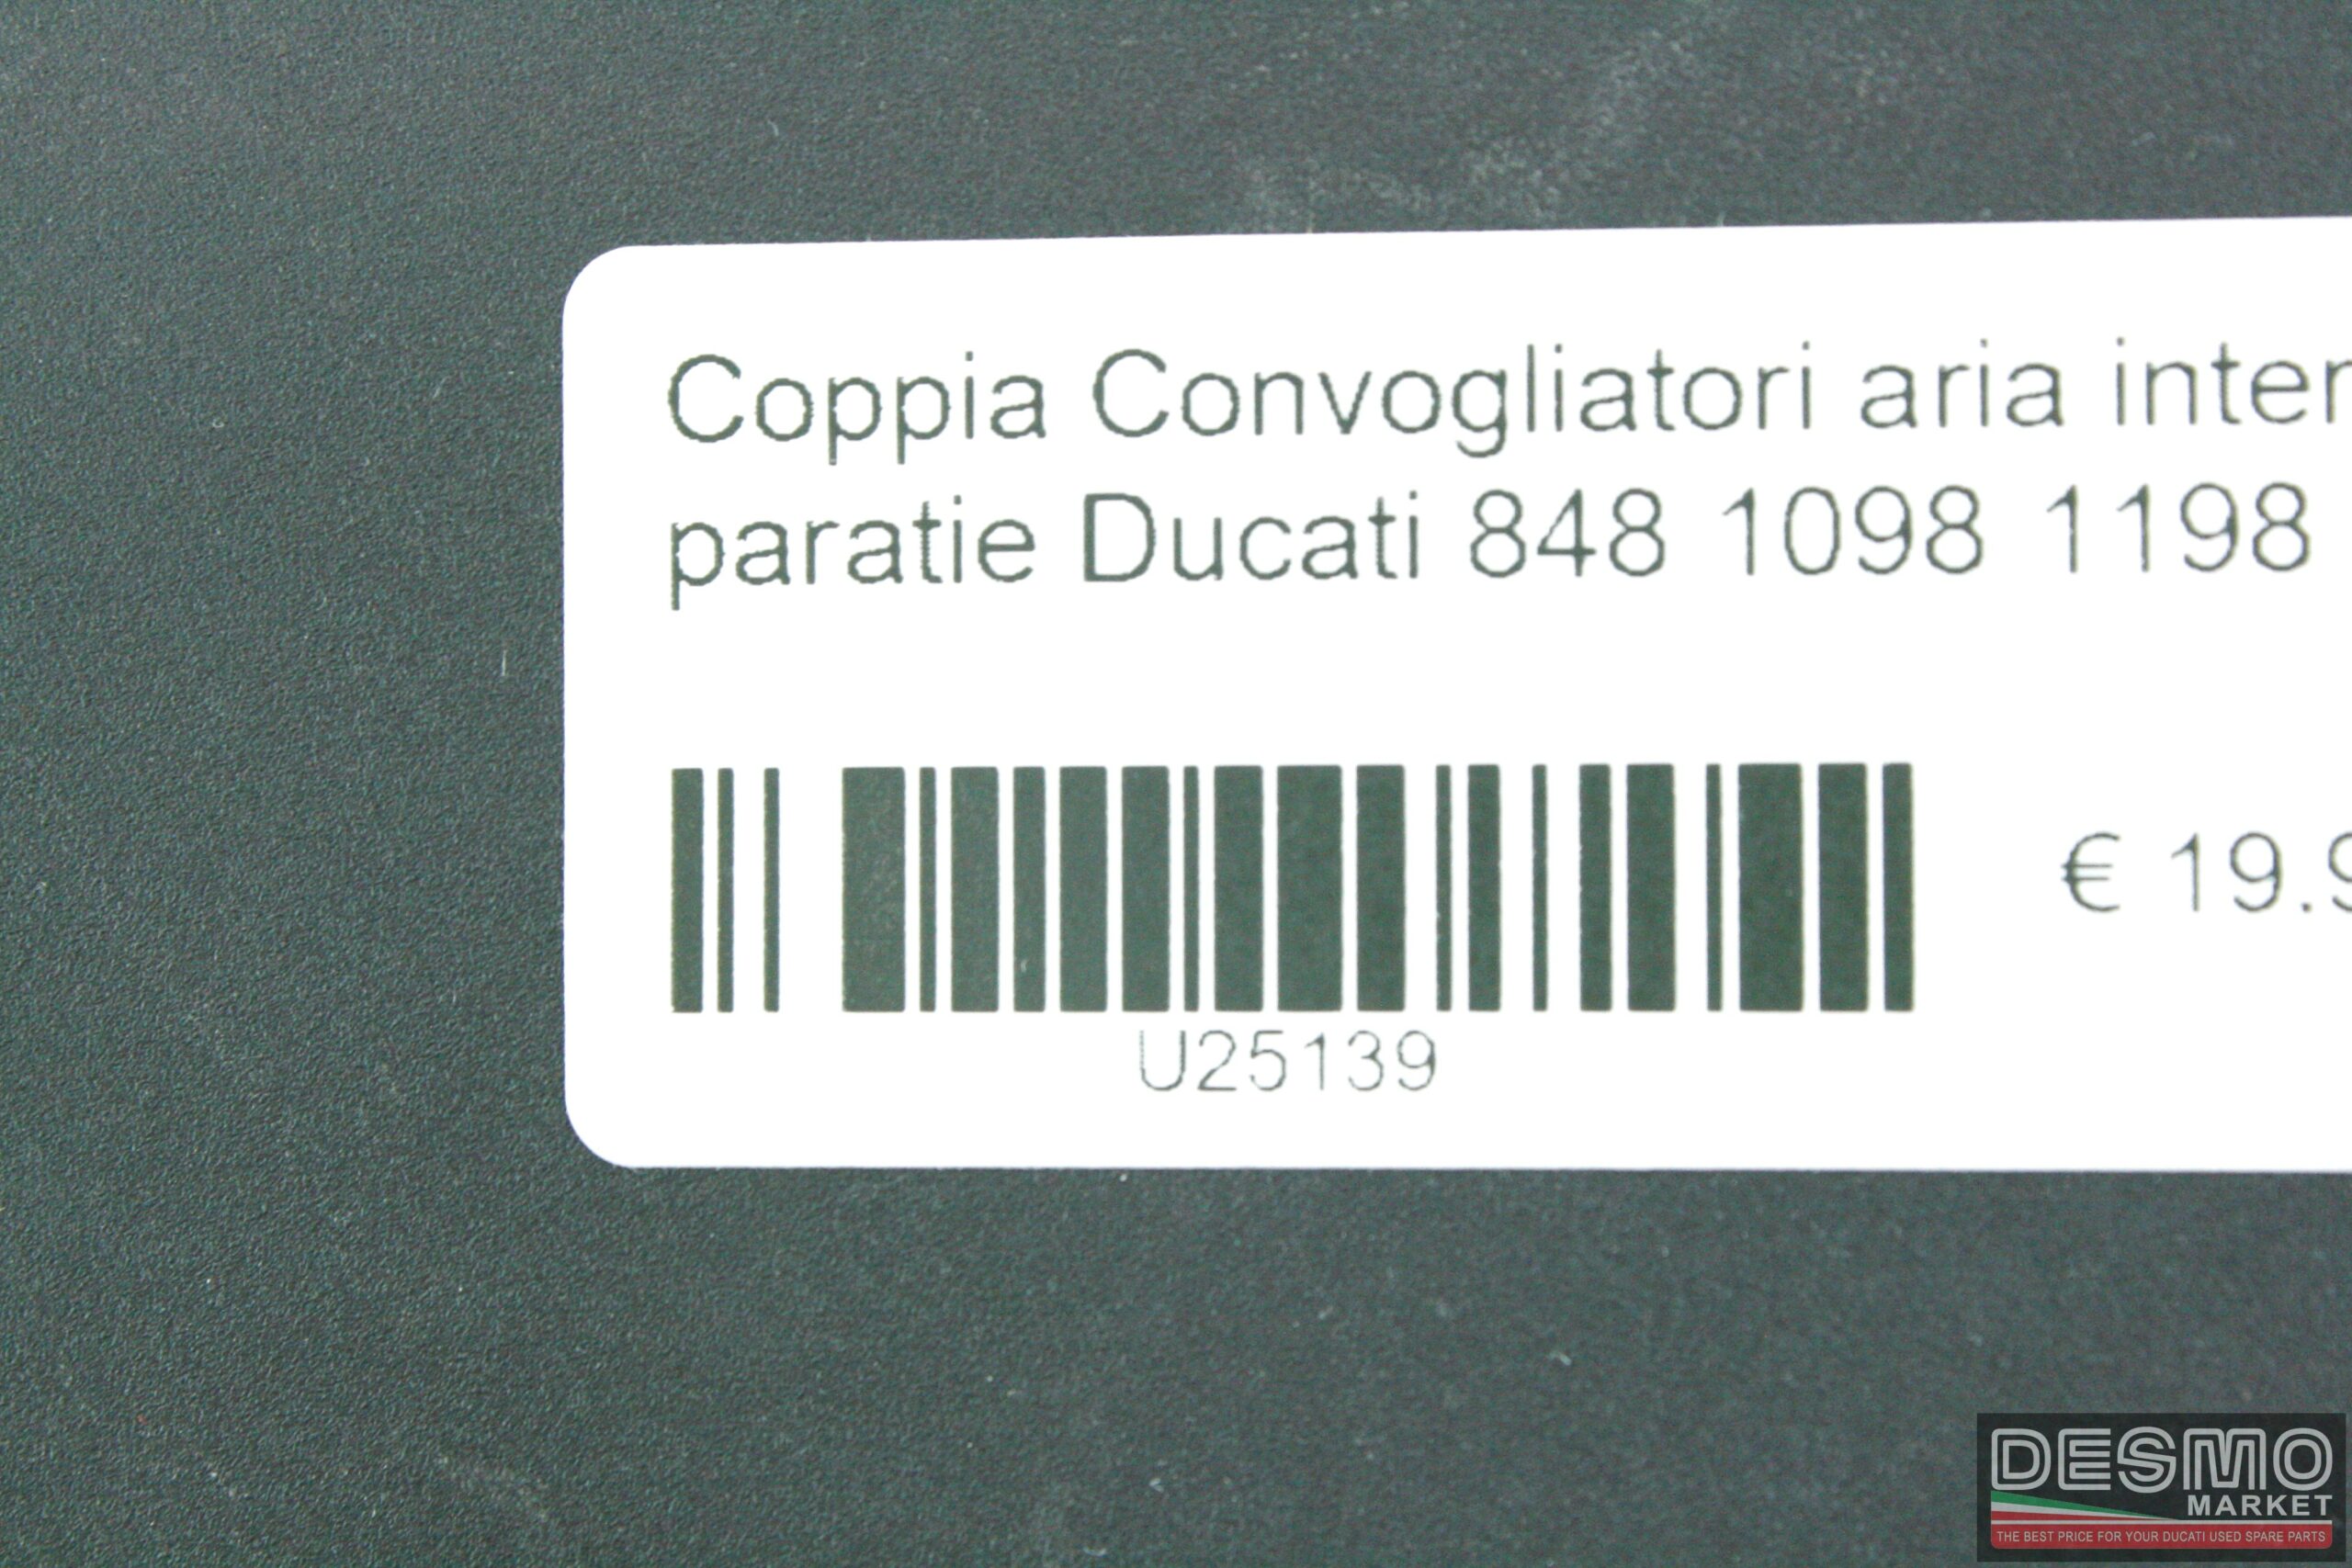 Coppia Convogliatori aria inter
paratie Ducati 848 1098 1198
€ 19.9
U25139
DESMO
MARKET
THE BEST PRICE FOR YOUR DUCATI USED SPARE PARTS